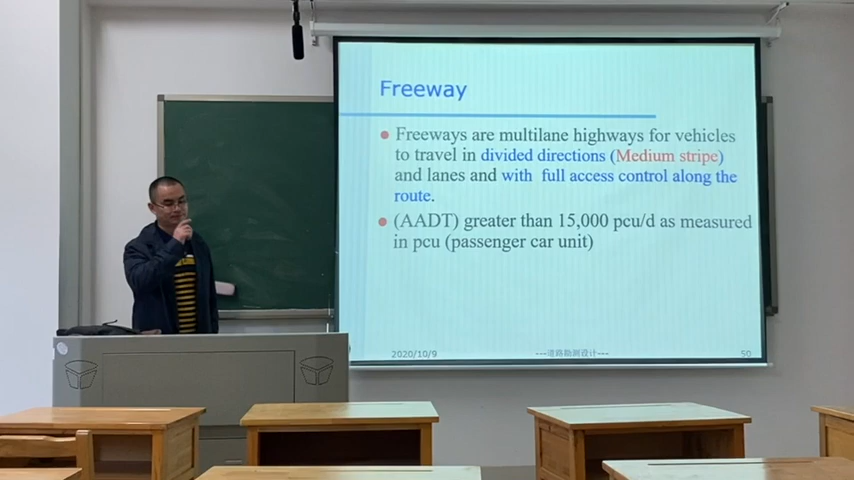 Freeway
Freeways are multilane highways for vehicles
to travel in divided directions (Medium stripe)
and lanes and with full access control along the
route.
(AADT) greater than 15,000 pcu/d as measured
in pcu (passenger car unit)
2020/10/9
---道路勘测设计---
50